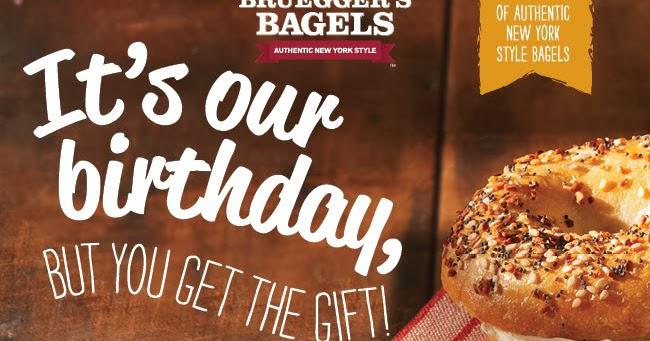 BRUEGGER'S
BAGELS
AUTHENTIC NEW YORK STYLE
™
OF AUTHENTIC
NEW YORK
STYLE BAGELS
It's our
birthday,
BUT YOU GET THE GIFT!